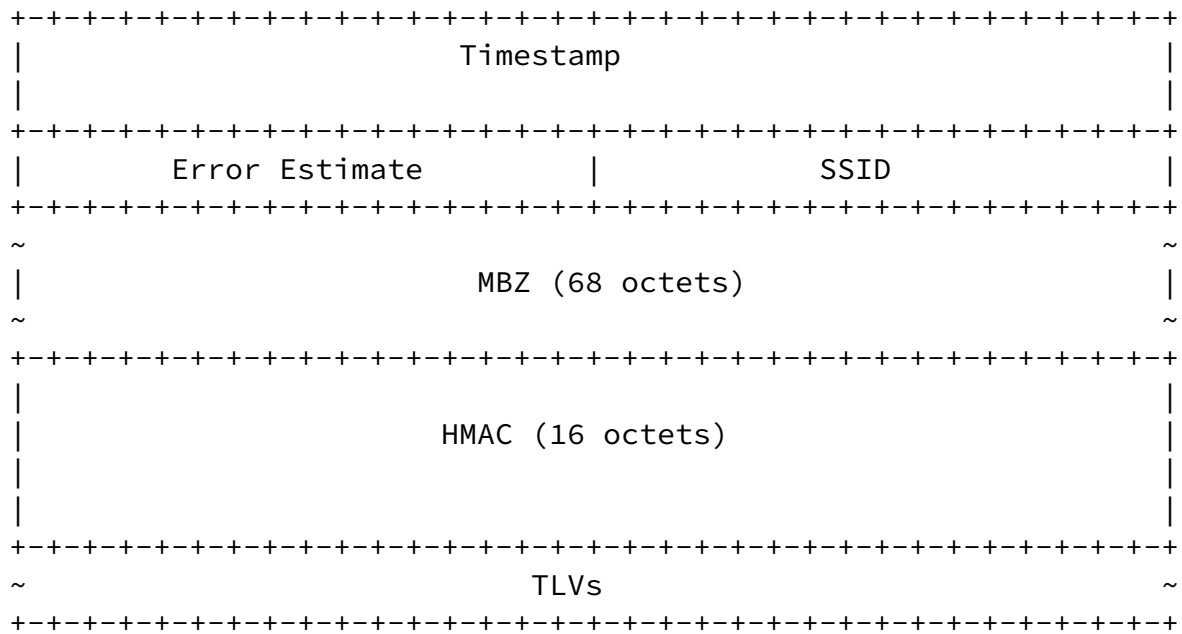 +-+-+-+-+-+-+-+-+-+-+-+-+-+-+-+-+-+-+-+-+-+-+-+-+-+-+-+-+-+-+-+-+
|                        Timestamp                              |
|                                                               |
+-+-+-+-+-+-+-+-+-+-+-+-+-+-+-+-+-+-+-+-+-+-+-+-+-+-+-+-+-+-+-+-+
|        Error Estimate         |            SSID               |
+-+-+-+-+-+-+-+-+-+-+-+-+-+-+-+-+-+-+-+-+-+-+-+-+-+-+-+-+-+-+-+-+
~                                                               ~
|                         MBZ (68 octets)                       |
~                                                               ~
+-+-+-+-+-+-+-+-+-+-+-+-+-+-+-+-+-+-+-+-+-+-+-+-+-+-+-+-+-+-+-+-+
|                                                               |
|                       HMAC (16 octets)                        |
|                                                               |
|                                                               |
+-+-+-+-+-+-+-+-+-+-+-+-+-+-+-+-+-+-+-+-+-+-+-+-+-+-+-+-+-+-+-+-+
~                            TLVs                               ~
+-+-+-+-+-+-+-+-+-+-+-+-+-+-+-+-+-+-+-+-+-+-+-+-+-+-+-+-+-+-+-+-+